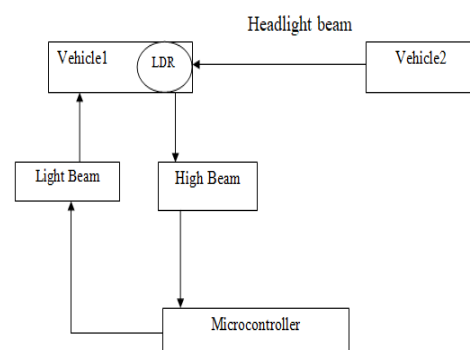 Headlight beam
Vehicle1
LDR
Vehicle2
Light Beam
High Beam
Microcontroller